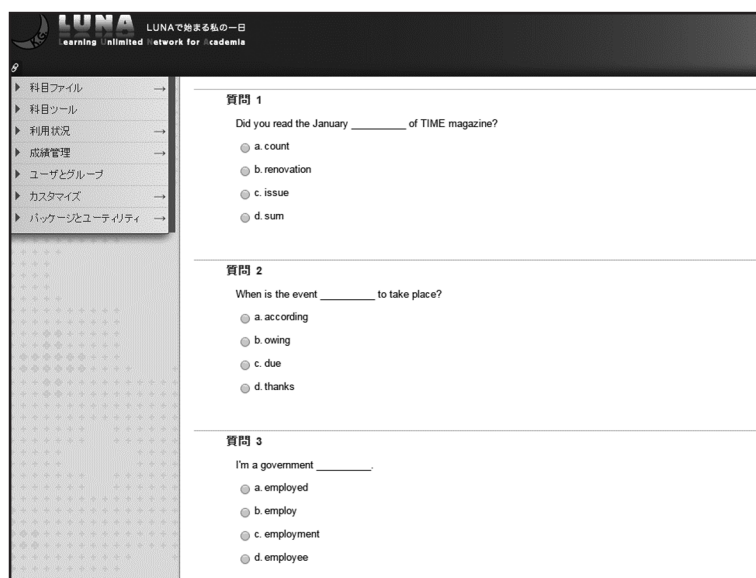 LUNA LUNAで始まる私の一日
Learning Unlimited Network for Academia
科目ファイル →
科目ツール
利用状況 →
成績管理 →
ユーザとグループ
カスタマイズ →
パッケージとユーティリティ →
質問 1
Did you read the January __________ of TIME magazine?
a. count
b. renovation
c. issue
d. sum
質問 2
When is the event __________ to take place?
a. according
b. owing
c. due
d. thanks
質問 3
I'm a government __________.
a. employed
b. employ
c. employment
d. employee